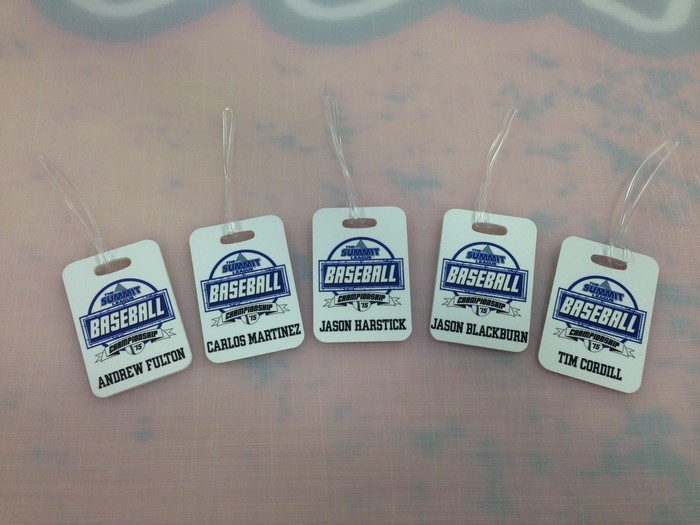 THE
SUMMIT
LEAGUE
BASEBALL
CHAMPIONSHIP
'15
ANDREW FULTON
THE
SUMMIT
LEAGUE
BASEBALL
CHAMPIONSHIP
'15
CARLOS MARTINEZ
THE
SUMMIT
LEAGUE
BASEBALL
CHAMPIONSHIP
'15
JASON HARSTICK
THE
SUMMIT
LEAGUE
BASEBALL
CHAMPIONSHIP
'15
JASON BLACKBURN
THE
SUMMIT
LEAGUE
BASEBALL
CHAMPIONSHIP
'15
TIM CORDILL